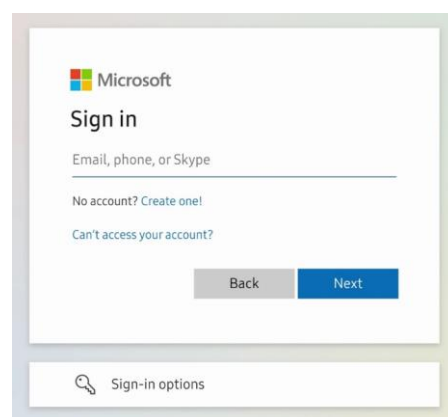 Microsoft
Sign in
Email, phone, or Skype
No account? Create one!
Can't access your account?
Back Next
Sign-in options